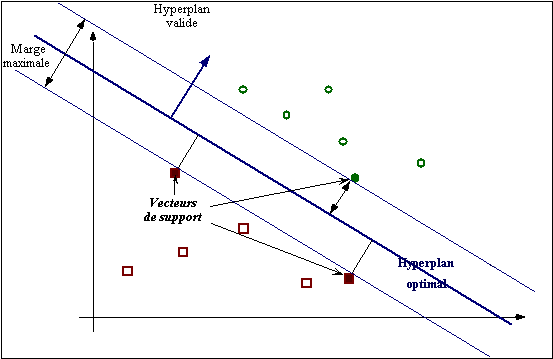 Hyperplan
valide
Marge
maximale
Vecteurs
de support
Hyperplan
optimal